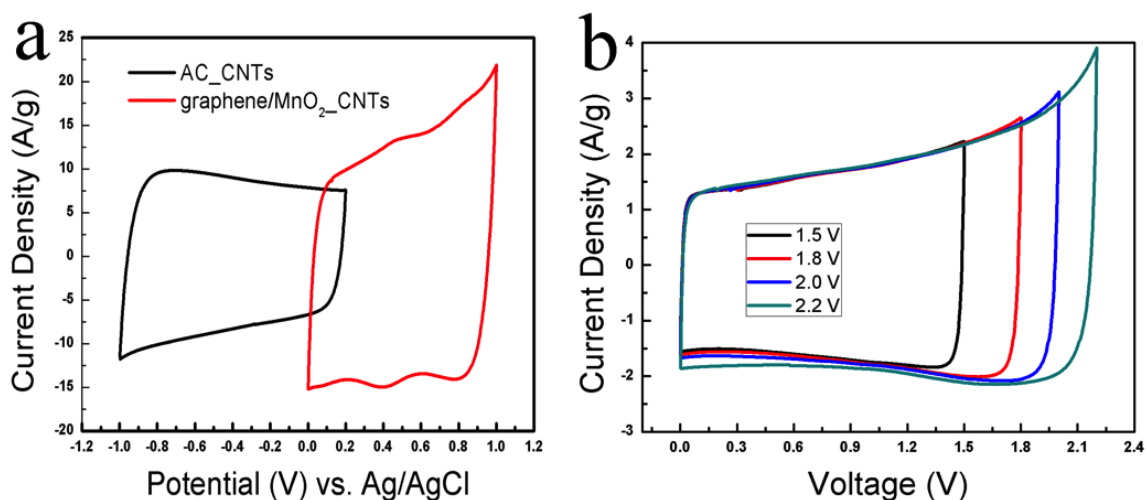 a
AC_CNTs
graphene/MnO₂_CNTs
Current Density (A/g)
25
20
15
10
5
0
-5
-10
-15
-20
-1.0 -0.8 -0.6 -0.4 -0.2 0.0 0.2 0.4 0.6 0.8 1.0 1.2
Potential (V) vs. Ag/AgCl
b
1.5 V
1.8 V
2.0 V
2.2 V
Current Density (A/g)
4
3
2
1
0
-1
-2
-3
0.0 0.3 0.6 0.9 1.2 1.5 1.8 2.1 2.4
Voltage (V)